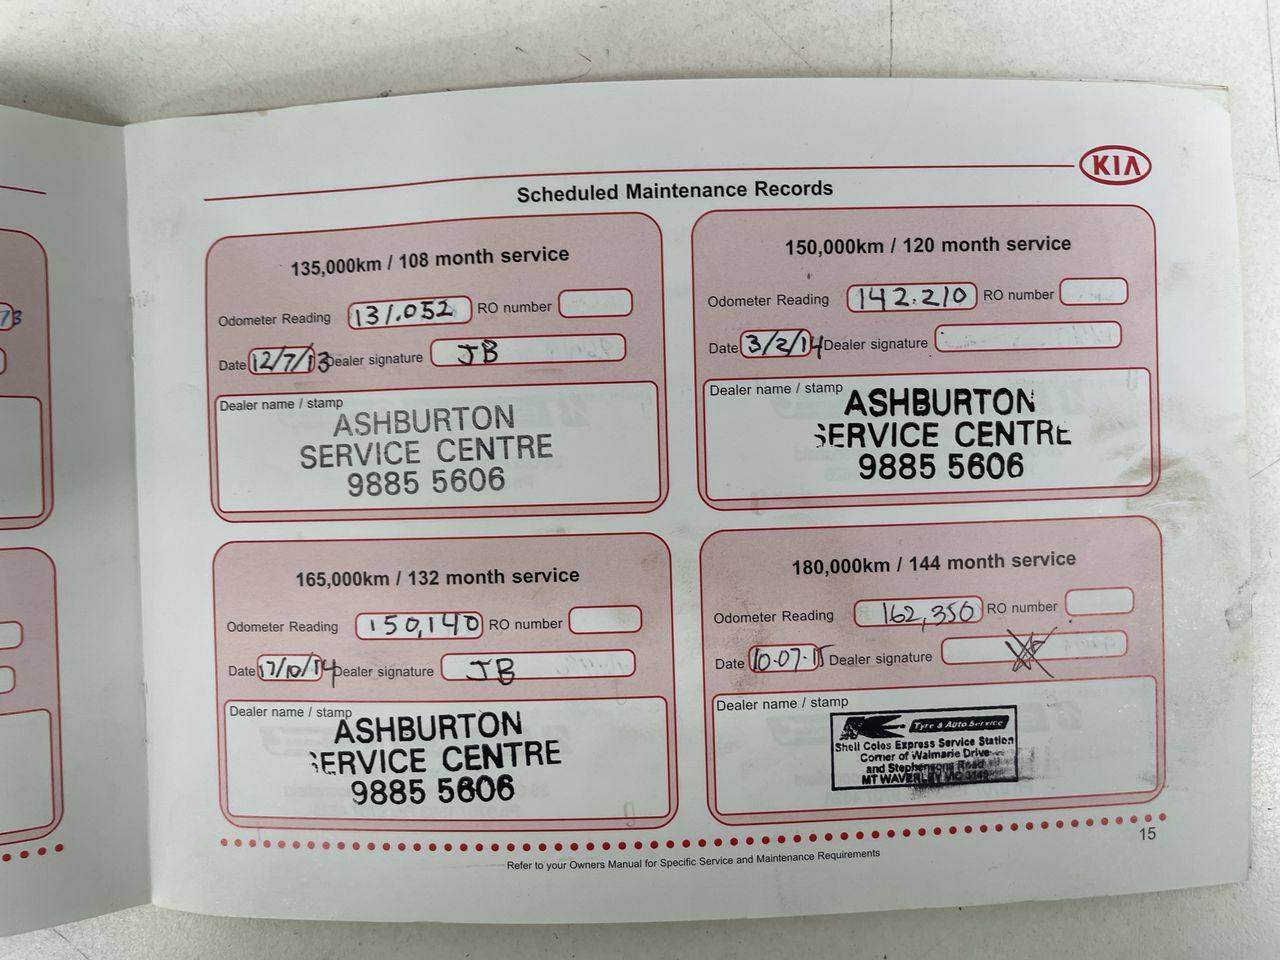 KIA
Scheduled Maintenance Records
135,000km / 108 month service
Odometer Reading 131.052 RO number
Date 12/7/13 Dealer signature JB
Dealer name / stamp
ASHBURTON
SERVICE CENTRE
9885 5606
150,000km / 120 month service
Odometer Reading 142.210 RO number
Date 3/2/14 Dealer signature
Dealer name / stamp
ASHBURTON
SERVICE CENTRE
9885 5606
165,000km / 132 month service
Odometer Reading 150,140 RO number
Date 17/10/14 Dealer signature JB
Dealer name / stamp
ASHBURTON
SERVICE CENTRE
9885 5606
180,000km / 144 month service
Odometer Reading 162,350 RO number
Date 10.07.15 Dealer signature
Dealer name / stamp
Tyre & Auto Service
Shell Coles Express Service Station
Corner of Waimarie Drive
and Stephensons Road
MT WAVERLEY VIC 3149
15
Refer to your Owners Manual for Specific Service and Maintenance Requirements